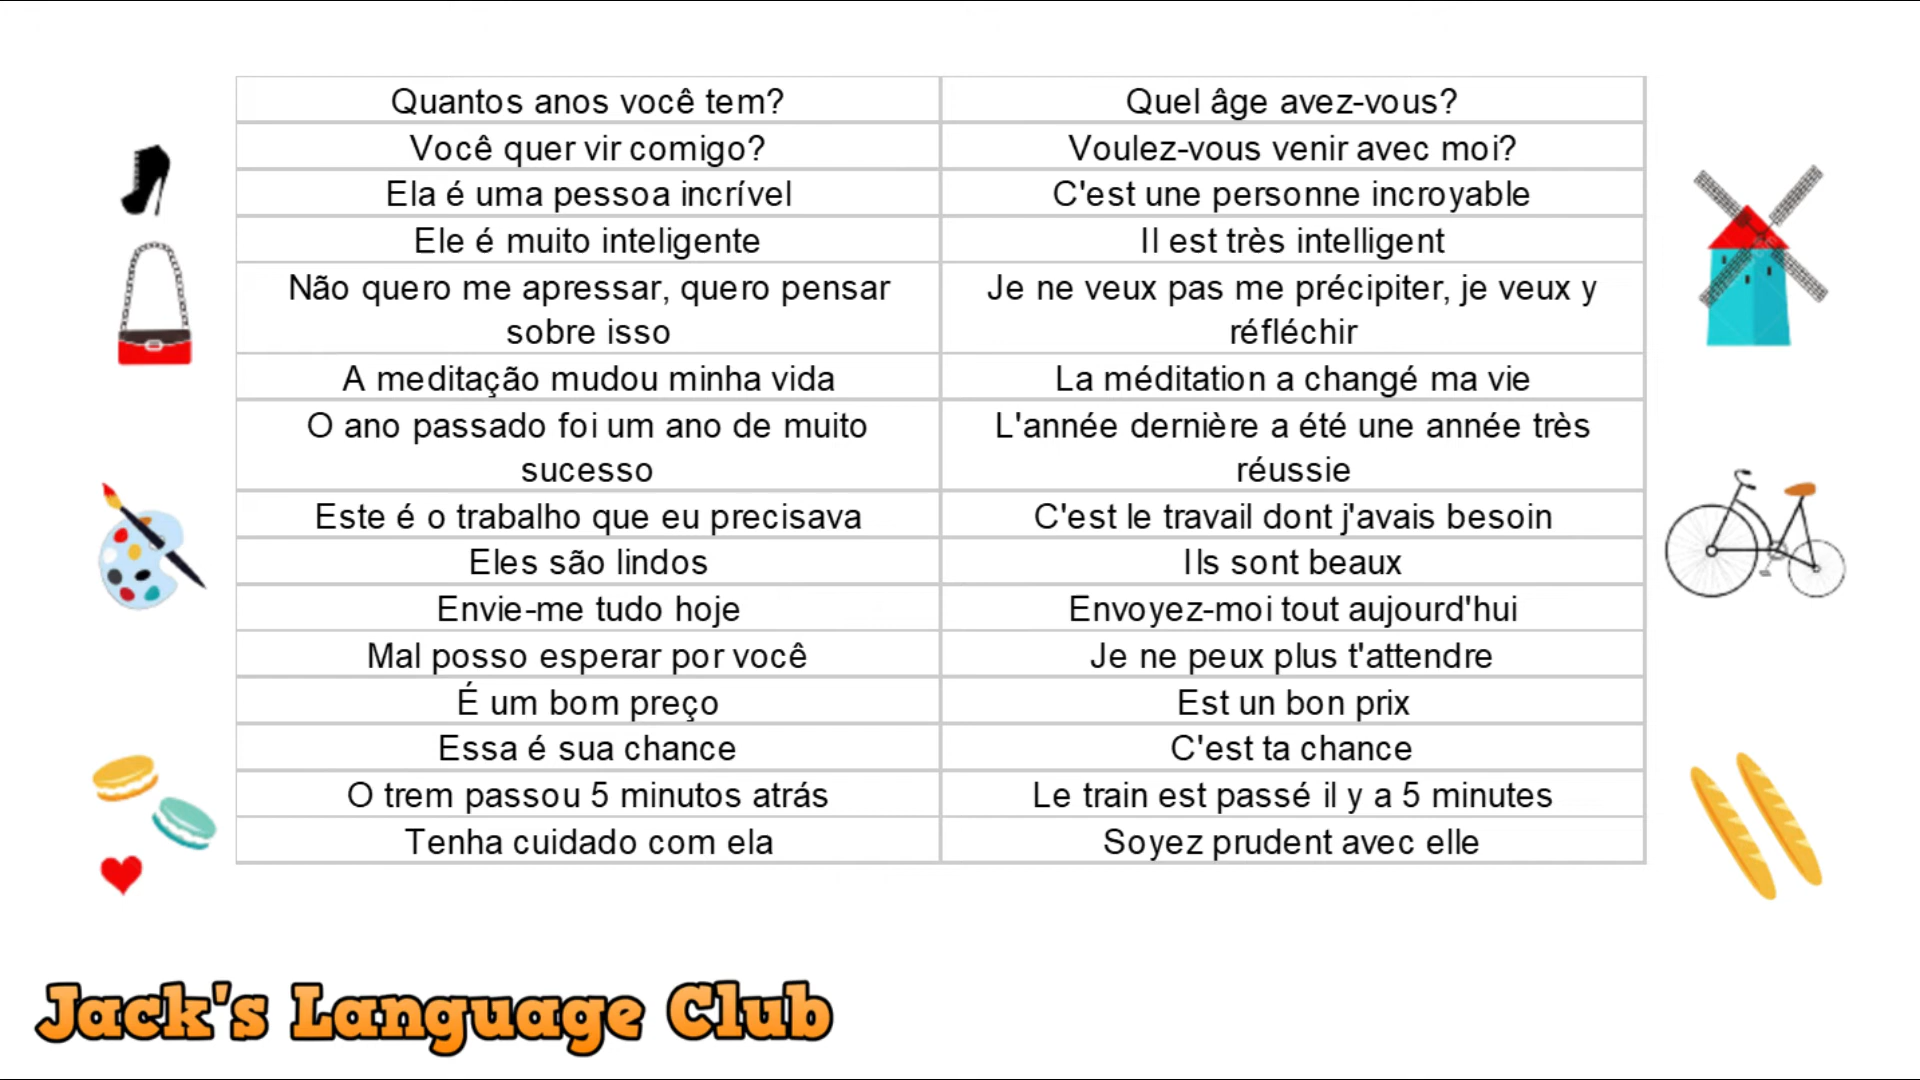 Quantos anos você tem? Quel âge avez-vous?
Você quer vir comigo? Voulez-vous venir avec moi?
Ela é uma pessoa incrível C'est une personne incroyable
Ele é muito inteligente Il est très intelligent
Não quero me apressar, quero pensar
sobre isso
Je ne veux pas me précipiter, je veux y
réfléchir
A meditação mudou minha vida La méditation a changé ma vie
O ano passado foi um ano de muito
sucesso
L'année dernière a été une année très
réussie
Este é o trabalho que eu precisava C'est le travail dont j'avais besoin
Eles são lindos Ils sont beaux
Envie-me tudo hoje Envoyez-moi tout aujourd'hui
Mal posso esperar por você Je ne peux plus t'attendre
É um bom preço Est un bon prix
Essa é sua chance C'est ta chance
O trem passou 5 minutos atrás Le train est passé il y a 5 minutes
Tenha cuidado com ela Soyez prudent avec elle
Jack's Language Club